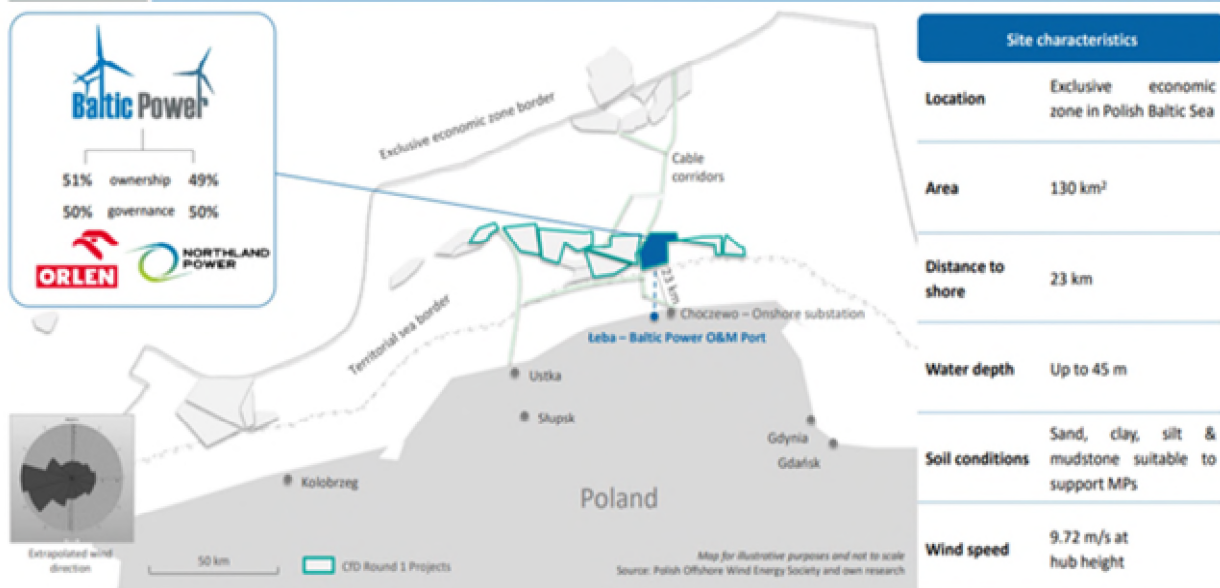 Baltic Power
51% ownership 49%
50% governance 50%
ORLEN
NORTHLAND
POWER
Exclusive economic zone border
Cable
corridors
Territorial sea border
23 km
Choczewo – Onshore substation
Łeba – Baltic Power O&M Port
Ustka
Słupsk
Gdynia
Gdańsk
Kolobrzeg
Poland
Extrapolated wind
direction
50 km
CfD Round 1 Projects
Map for illustrative purposes and not to scale
Source: Polish Offshore Wind Energy Society and own research
Site characteristics
Location
Exclusive economic
zone in Polish Baltic Sea
Area
130 km²
Distance to
shore
23 km
Water depth
Up to 45 m
Soil conditions
Sand, clay, silt &
mudstone suitable to
support MPs
Wind speed
9.72 m/s at
hub height